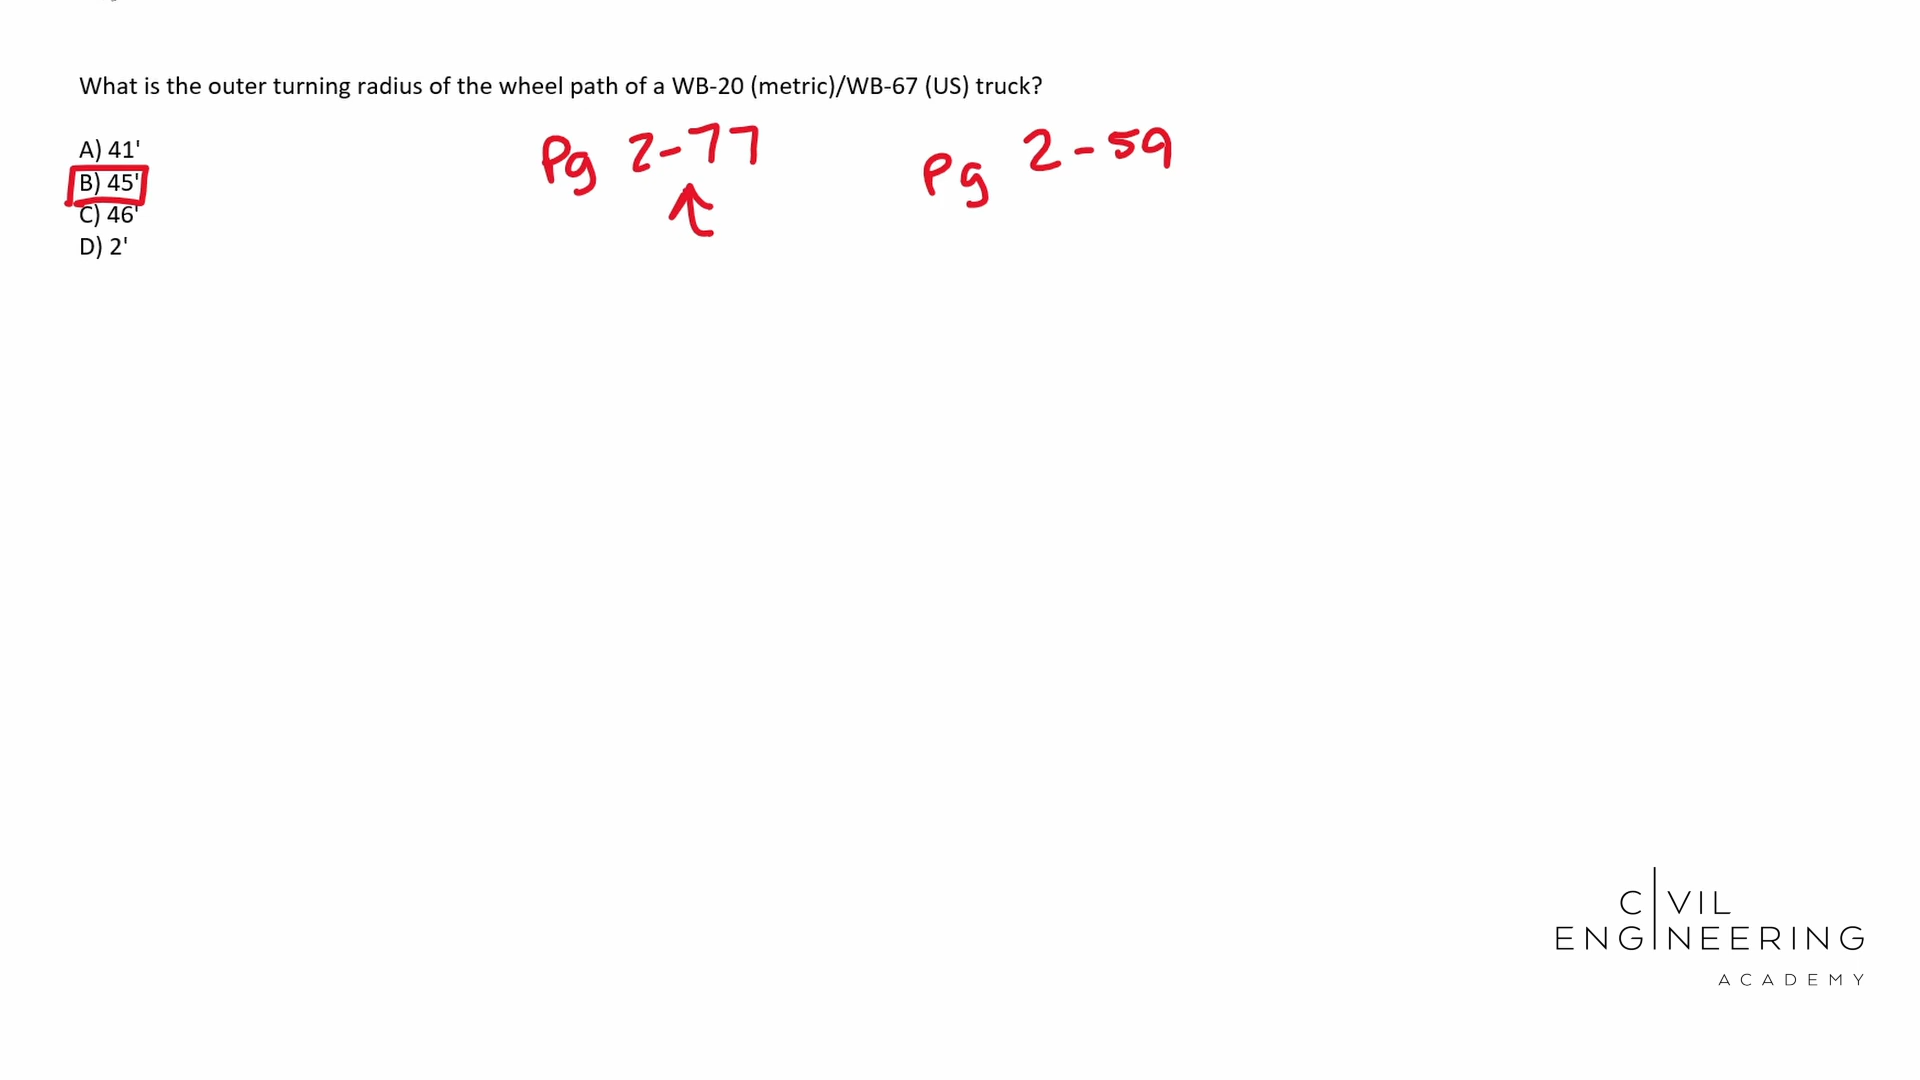 What is the outer turning radius of the wheel path of a WB-20 (metric)/WB-67 (US) truck?
A) 41'
B) 45'
C) 46'
D) 2'
Pg 2-77
Pg 2-59
CIVIL
ENGINEERING
ACADEMY